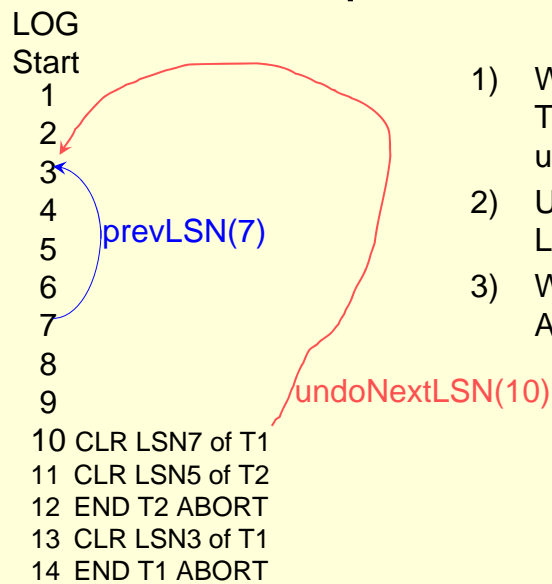 LOG
Start
1
2
3
4
5
6
7
8
9
10 CLR LSN7 of T1
11 CLR LSN5 of T2
12 END T2 ABORT
13 CLR LSN3 of T1
14 END T1 ABORT
prevLSN(7)
undoNextLSN(10)
1) W
T
u
2) U
L
3) W
A